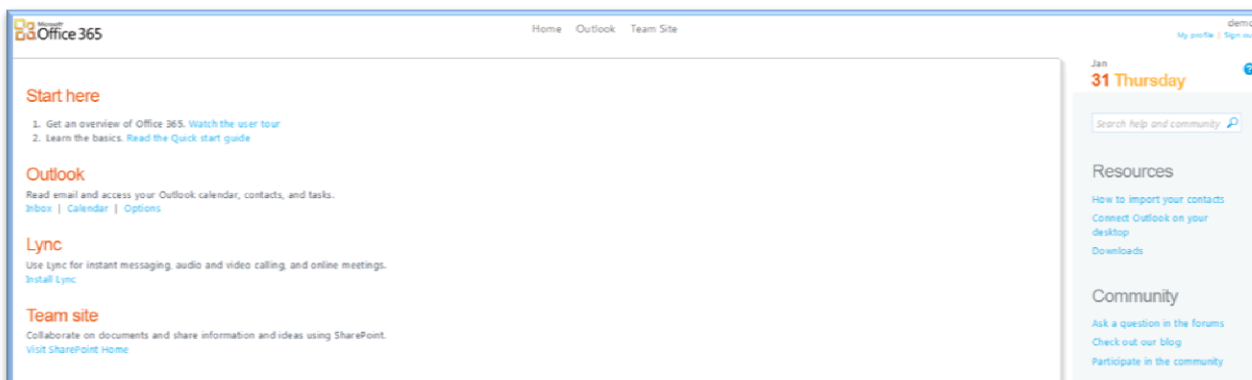 Microsoft
Office 365
Home Outlook Team Site
demo
My profile | Sign out
Start here
1. Get an overview of Office 365. Watch the user tour
2. Learn the basics. Read the Quick start guide
Outlook
Read email and access your Outlook calendar, contacts, and tasks.
Inbox | Calendar | Options
Lync
Use Lync for instant messaging, audio and video calling, and online meetings.
Install Lync
Team site
Collaborate on documents and share information and ideas using SharePoint.
Visit SharePoint Home
Jan
31 Thursday
?
Search help and community
Resources
How to import your contacts
Connect Outlook on your
desktop
Downloads
Community
Ask a question in the forums
Check out our blog
Participate in the community